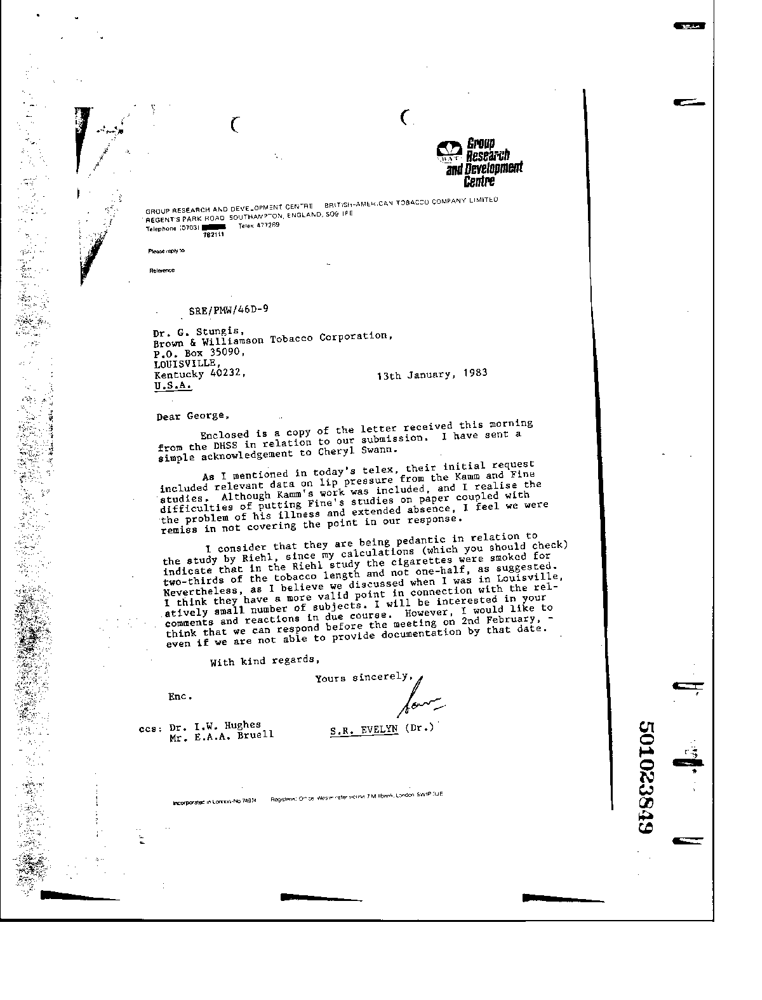 Group
Research
and Development
Centre
GROUP RESEARCH AND DEVELOPMENT CENTRE BRITISH-AMERICAN TOBACCO COMPANY LIMITED
REGENT'S PARK ROAD, SOUTHAMPTON, ENGLAND, SO9 1PE
Telephone (0703) Telex 477289
782111
Please reply to
Reference
SRE/PMW/46D-9
Dr. G. Stungis,
Brown & Williamson Tobacco Corporation,
P.O. Box 35090,
LOUISVILLE,
Kentucky 40232,
U.S.A.
13th January, 1983
Dear George,
Enclosed is a copy of the letter received this morning
from the DHSS in relation to our submission. I have sent a
simple acknowledgement to Cheryl Swann.
As I mentioned in today's telex, their initial request
included relevant data on lip pressure from the Kamm and Fine
studies. Although Kamm's work was included, and I realise the
difficulties of putting Fine's studies on paper coupled with
the problem of his illness and extended absence, I feel we were
remiss in not covering the point in our response.
I consider that they are being pedantic in relation to
the study by Riehl, since my calculations (which you should check)
indicate that in the Riehl study the cigarettes were smoked for
two-thirds of the tobacco length and not one-half, as suggested.
Nevertheless, as I believe we discussed when I was in Louisville,
I think they have a more valid point in connection with the rel-
atively small number of subjects. I will be interested in your
comments and reactions in due course. However, I would like to
think that we can respond before the meeting on 2nd February, -
even if we are not able to provide documentation by that date.
With kind regards,
Yours sincerely,
Enc.
ccs: Dr. I.W. Hughes
Mr. E.A.A. Bruell
S.R. EVELYN (Dr.)
Incorporated in London No 74974 Registered Office Westminster House 7 Millbank, London SW1P 3JE
501023849